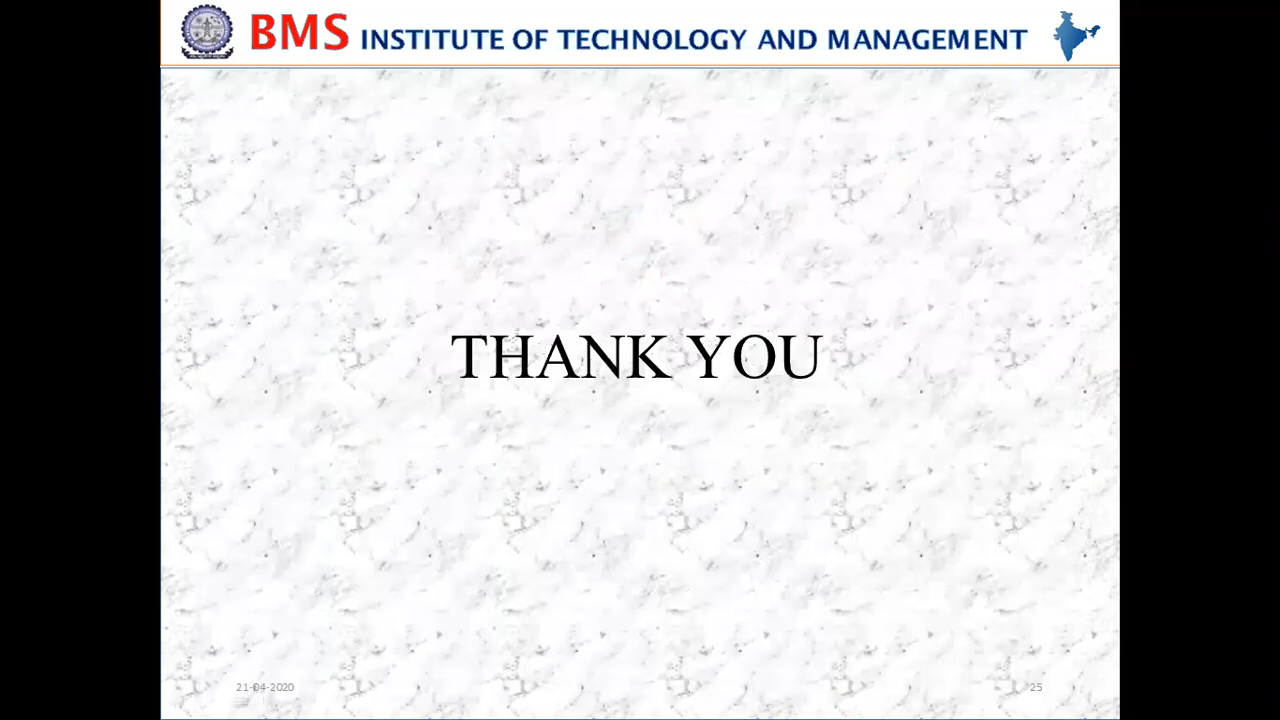 BMS INSTITUTE OF TECHNOLOGY AND MANAGEMENT
THANK YOU
21-04-2020
25